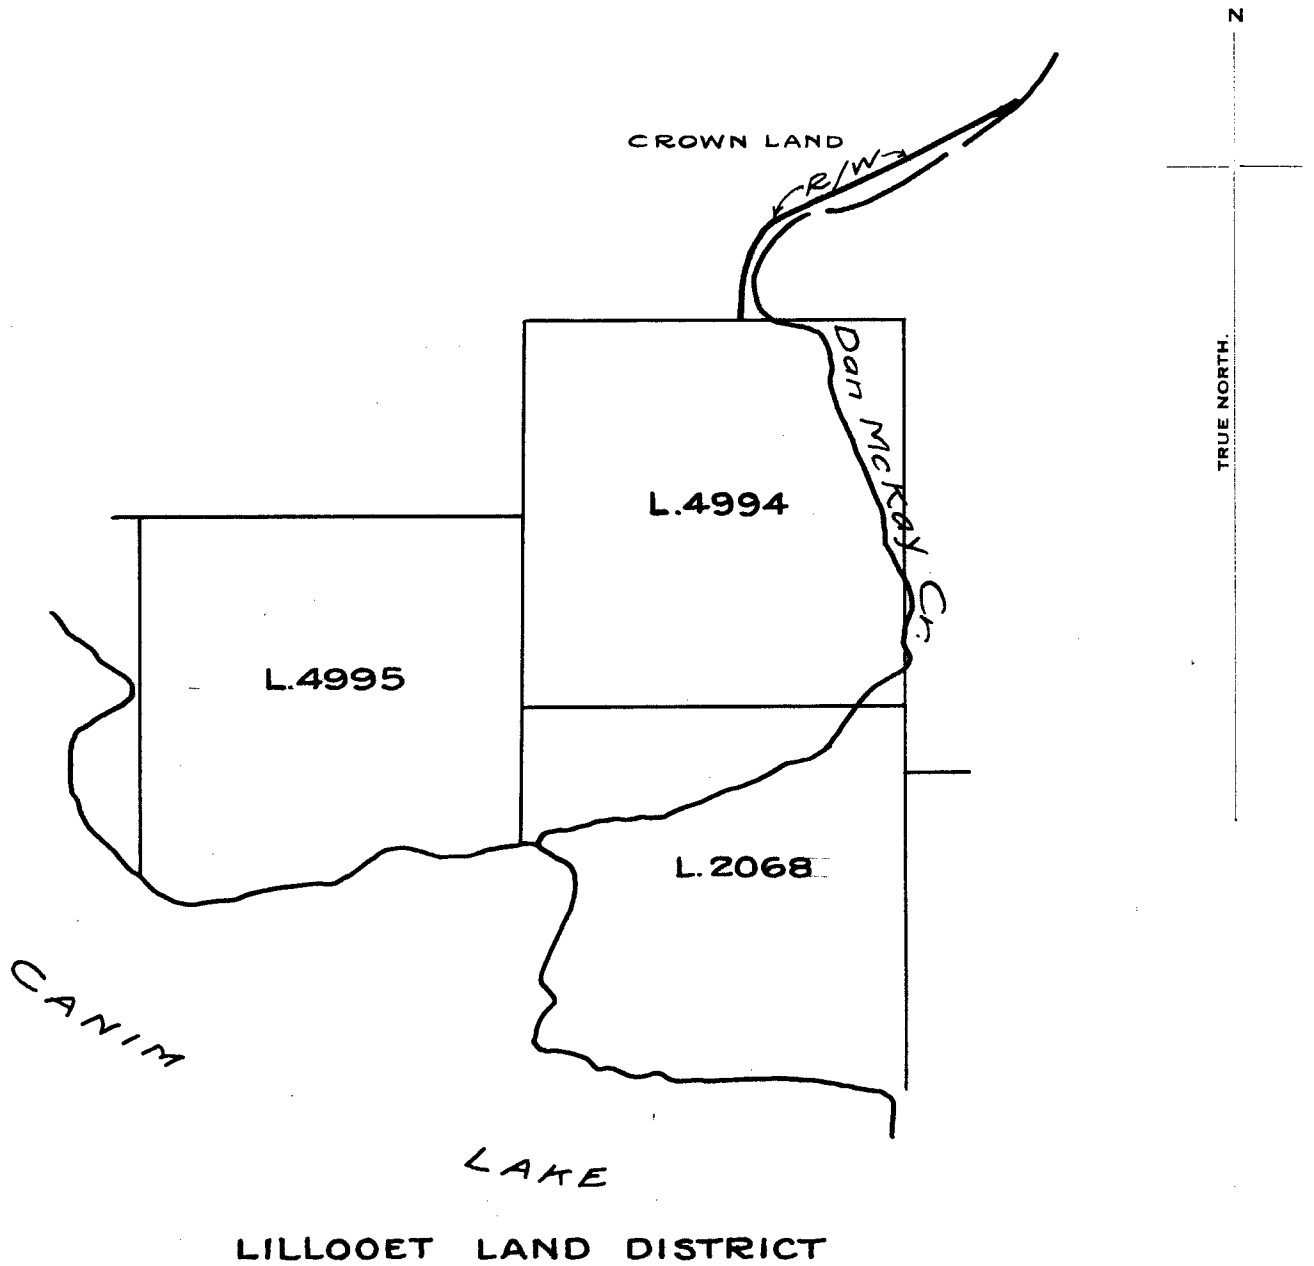 N
CROWN LAND
R/W
TRUE NORTH.
Dan McKay Cr.
L.4994
L.4995
L.2068
CANIM
LAKE
LILLOOET LAND DISTRICT